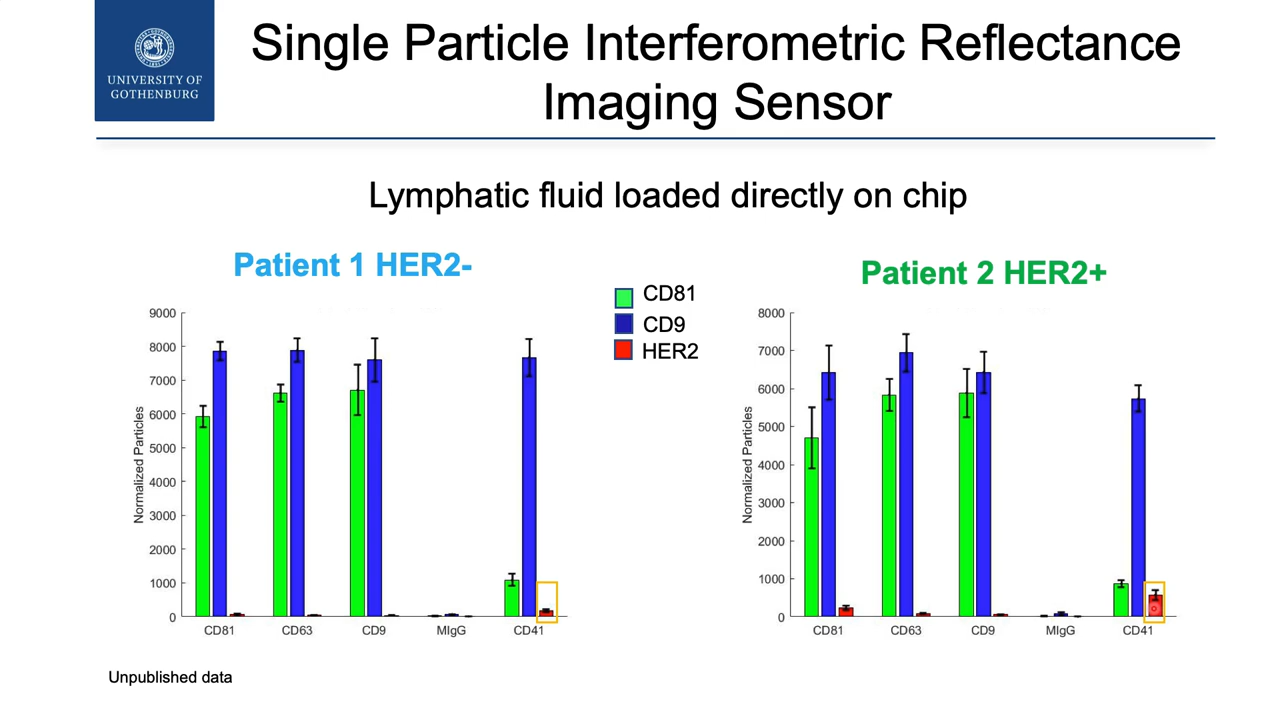 UNIVERSITY OF
GOTHENBURG
Single Particle Interferometric Reflectance
Imaging Sensor
Lymphatic fluid loaded directly on chip
Patient 1 HER2-
Normalized Particles
9000
8000
7000
6000
5000
4000
3000
2000
1000
0
CD81
CD63
CD9
MIgG
CD41
CD81
CD9
HER2
Patient 2 HER2+
Normalized Particles
8000
7000
6000
5000
4000
3000
2000
1000
0
CD81
CD63
CD9
MIgG
CD41
Unpublished data